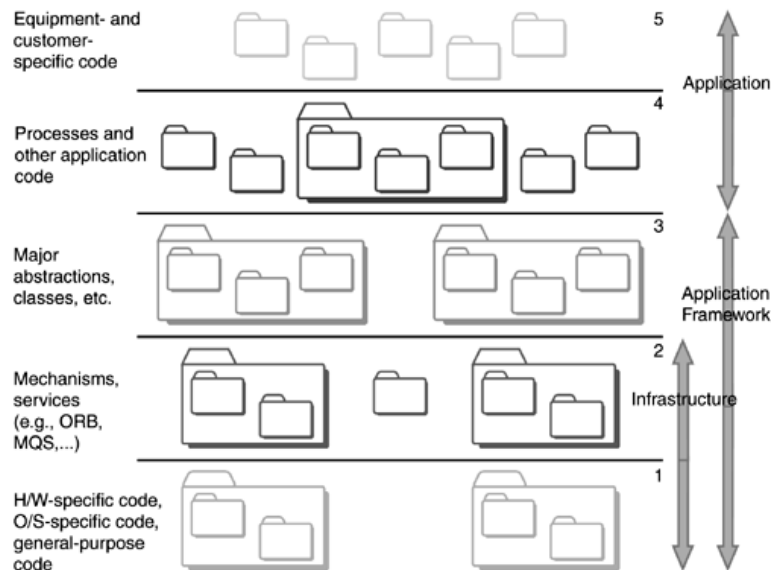 Equipment- and
customer-
specific code
5
Application
4
Processes and
other application
code
3
Major
abstractions,
classes, etc.
Application
Framework
2
Mechanisms,
services
(e.g., ORB,
MQS,...)
Infrastructure
1
H/W-specific code,
O/S-specific code,
general-purpose
code